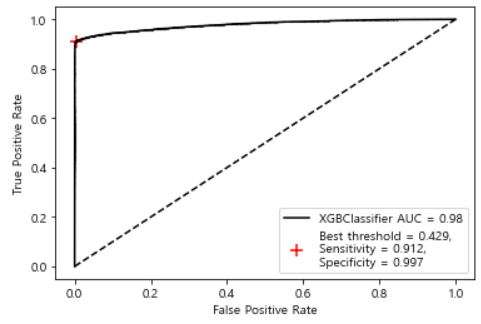 1.0
0.8
0.6
0.4
0.2
0.0
True Positive Rate
0.0 0.2 0.4 0.6 0.8 1.0
False Positive Rate
XGBClassifier AUC = 0.98
Best threshold = 0.429,
Sensitivity = 0.912,
Specificity = 0.997